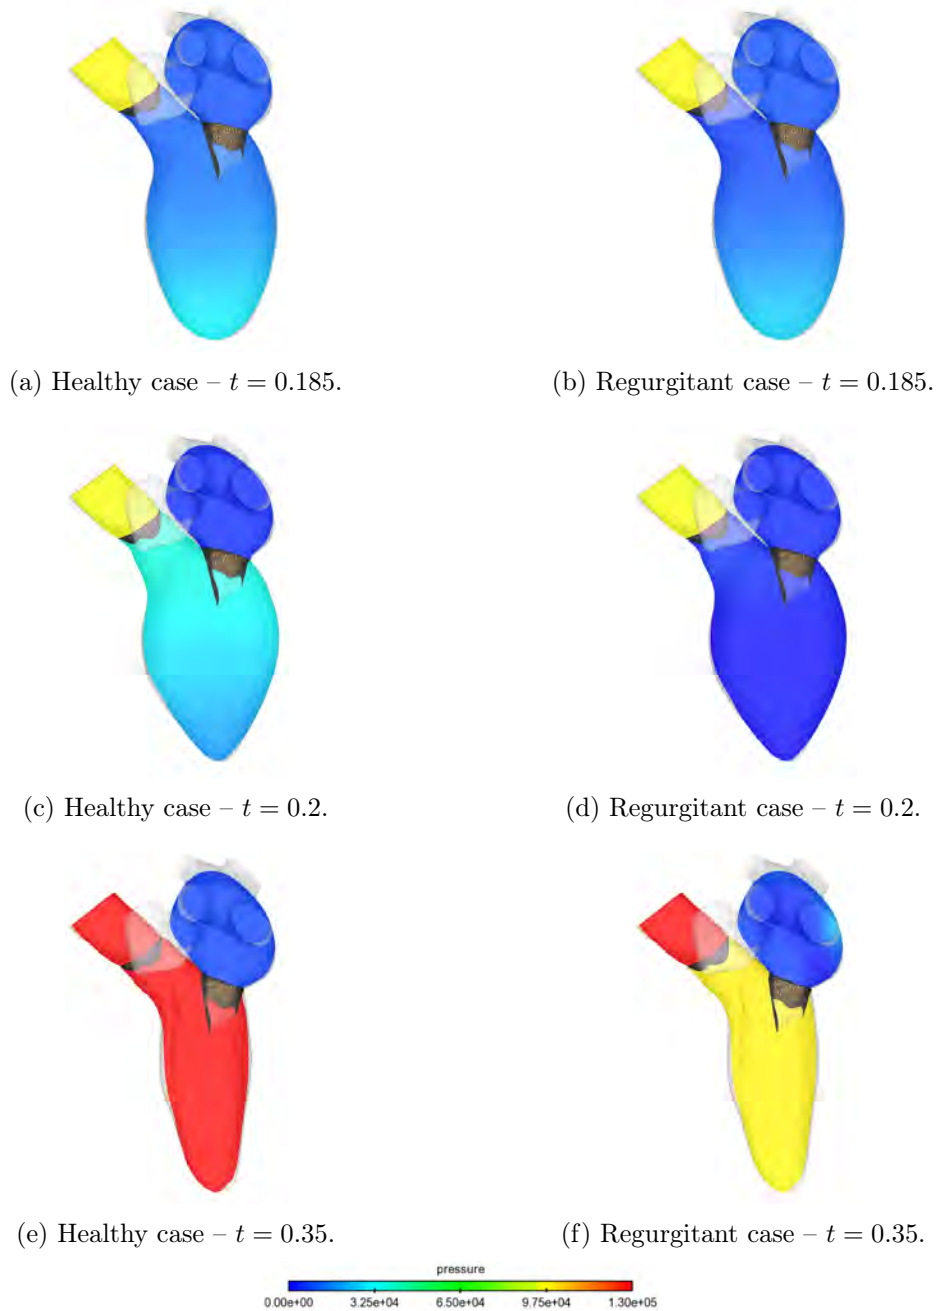 (a) Healthy case – t = 0.185.
(b) Regurgitant case – t = 0.185.
(c) Healthy case – t = 0.2.
(d) Regurgitant case – t = 0.2.
(e) Healthy case – t = 0.35.
(f) Regurgitant case – t = 0.35.
pressure
0.00e+00 3.25e+04 6.50e+04 9.75e+04 1.30e+05